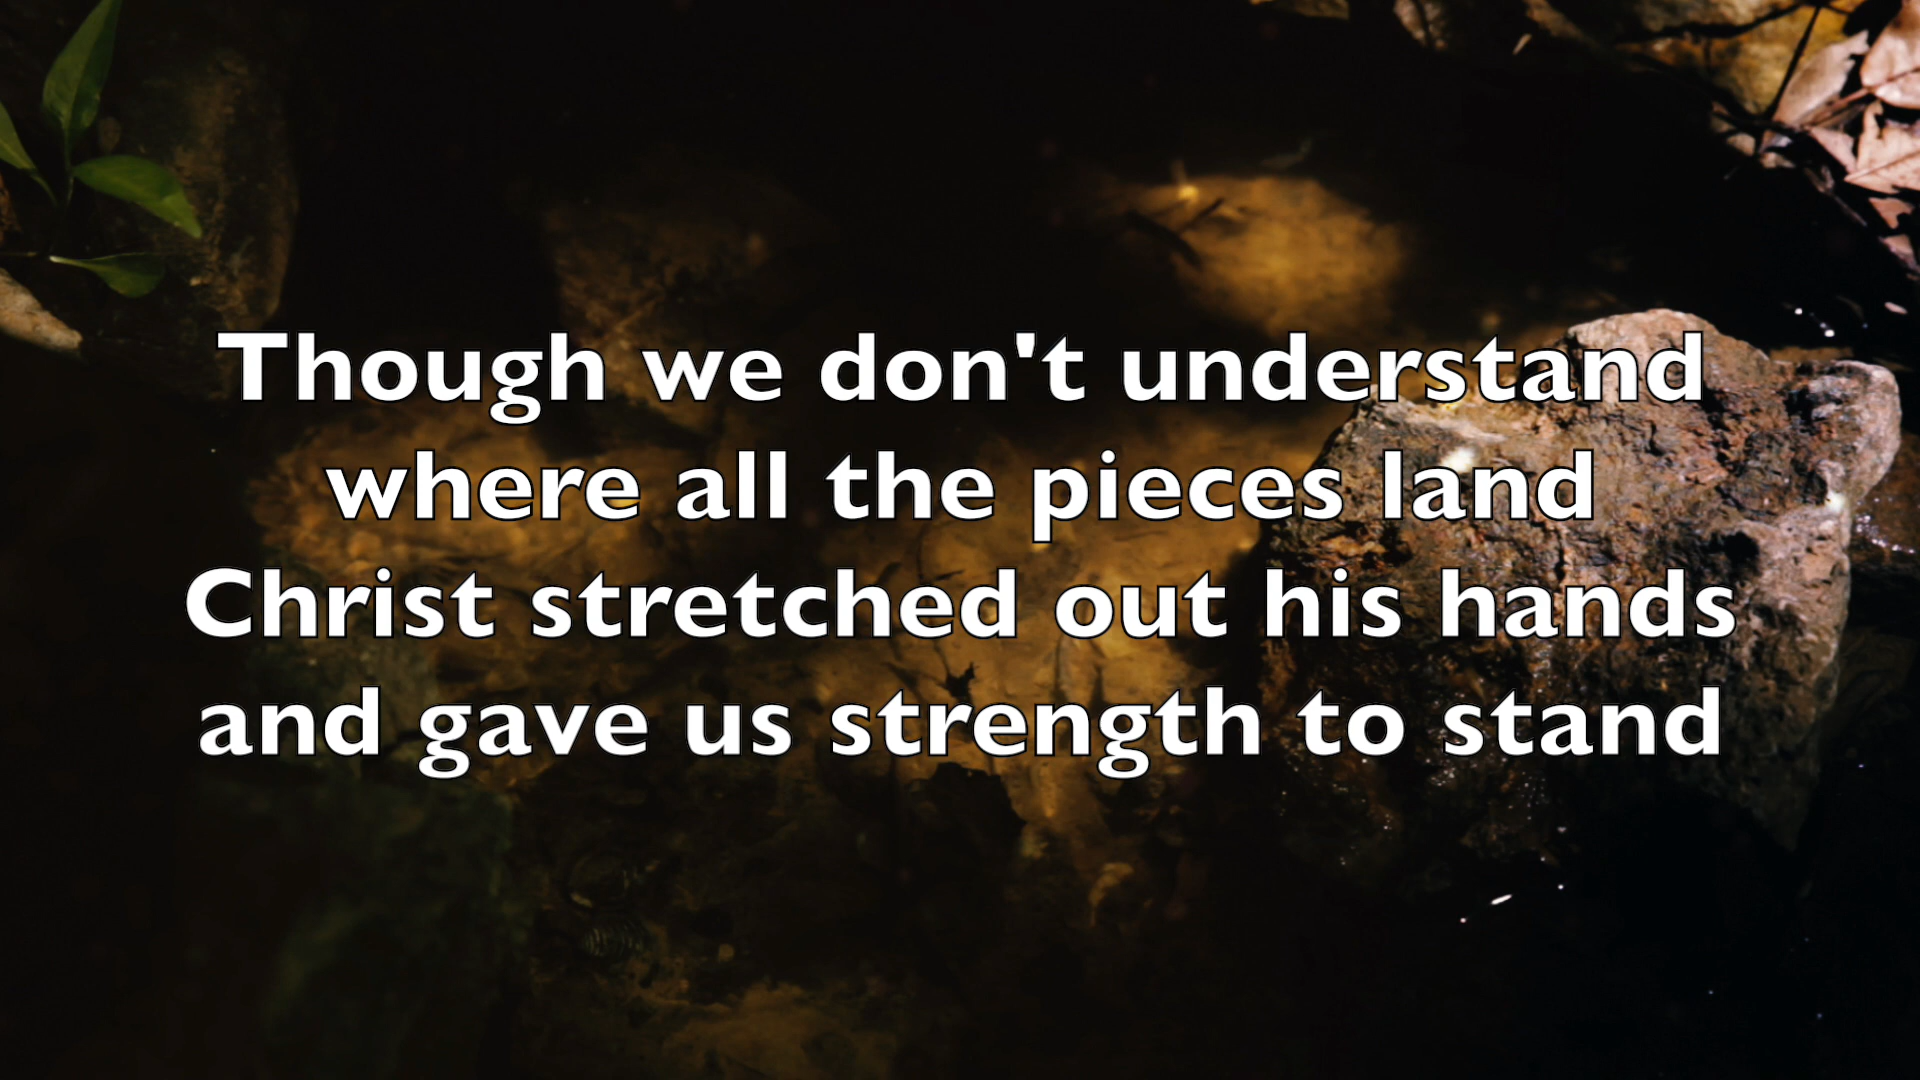 Though we don't understand
where all the pieces land
Christ stretched out his hands
and gave us strength to stand